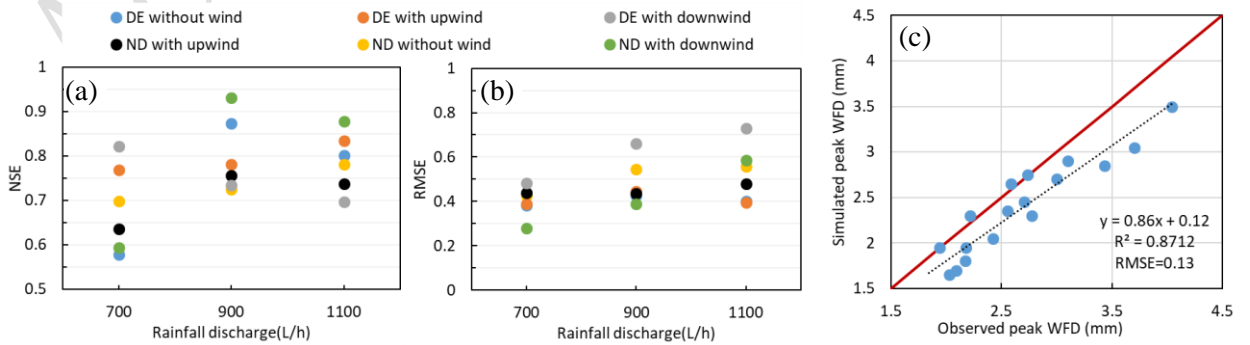 DE without wind
DE with upwind
DE with downwind
ND with upwind
ND without wind
ND with downwind
(a)
NSE
1
0.9
0.8
0.7
0.6
0.5
700
900
1100
Rainfall discharge(L/h)
(b)
RMSE
1
0.8
0.6
0.4
0.2
0
700
900
1100
Rainfall discharge(L/h)
(c)
Simulated peak WFD (mm)
4.5
4
3.5
3
2.5
2
1.5
y = 0.86x + 0.12
R² = 0.8712
RMSE=0.13
1.5
2.5
3.5
4.5
Observed peak WFD (mm)